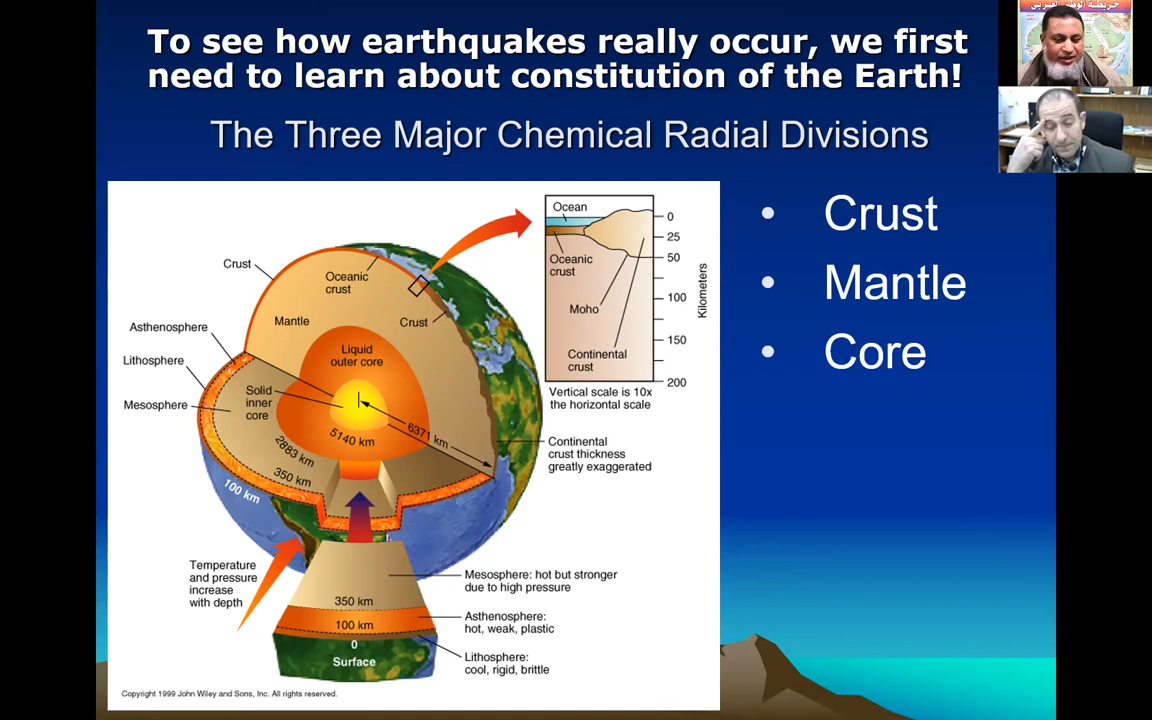 To see how earthquakes really occur, we first
need to learn about constitution of the Earth!
The Three Major Chemical Radial Divisions
خريطة الوطن العربي
• Crust
• Mantle
• Core
Ocean
0
25
50
100
150
200
Kilometers
Oceanic
crust
Moho
Continental
crust
Vertical scale is 10x
the horizontal scale
Crust
Oceanic
crust
Mantle
Crust
Asthenosphere
Lithosphere
Mesosphere
Liquid
outer core
Solid
inner
core
5140 km
6371 km
2883 km
350 km
100 km
Continental
crust thickness
greatly exaggerated
Temperature
and pressure
increase
with depth
Mesosphere: hot but stronger
due to high pressure
350 km
Asthenosphere:
hot, weak, plastic
100 km
0
Surface
Lithosphere:
cool, rigid, brittle
Copyright 1999 John Wiley and Sons, Inc. All rights reserved.